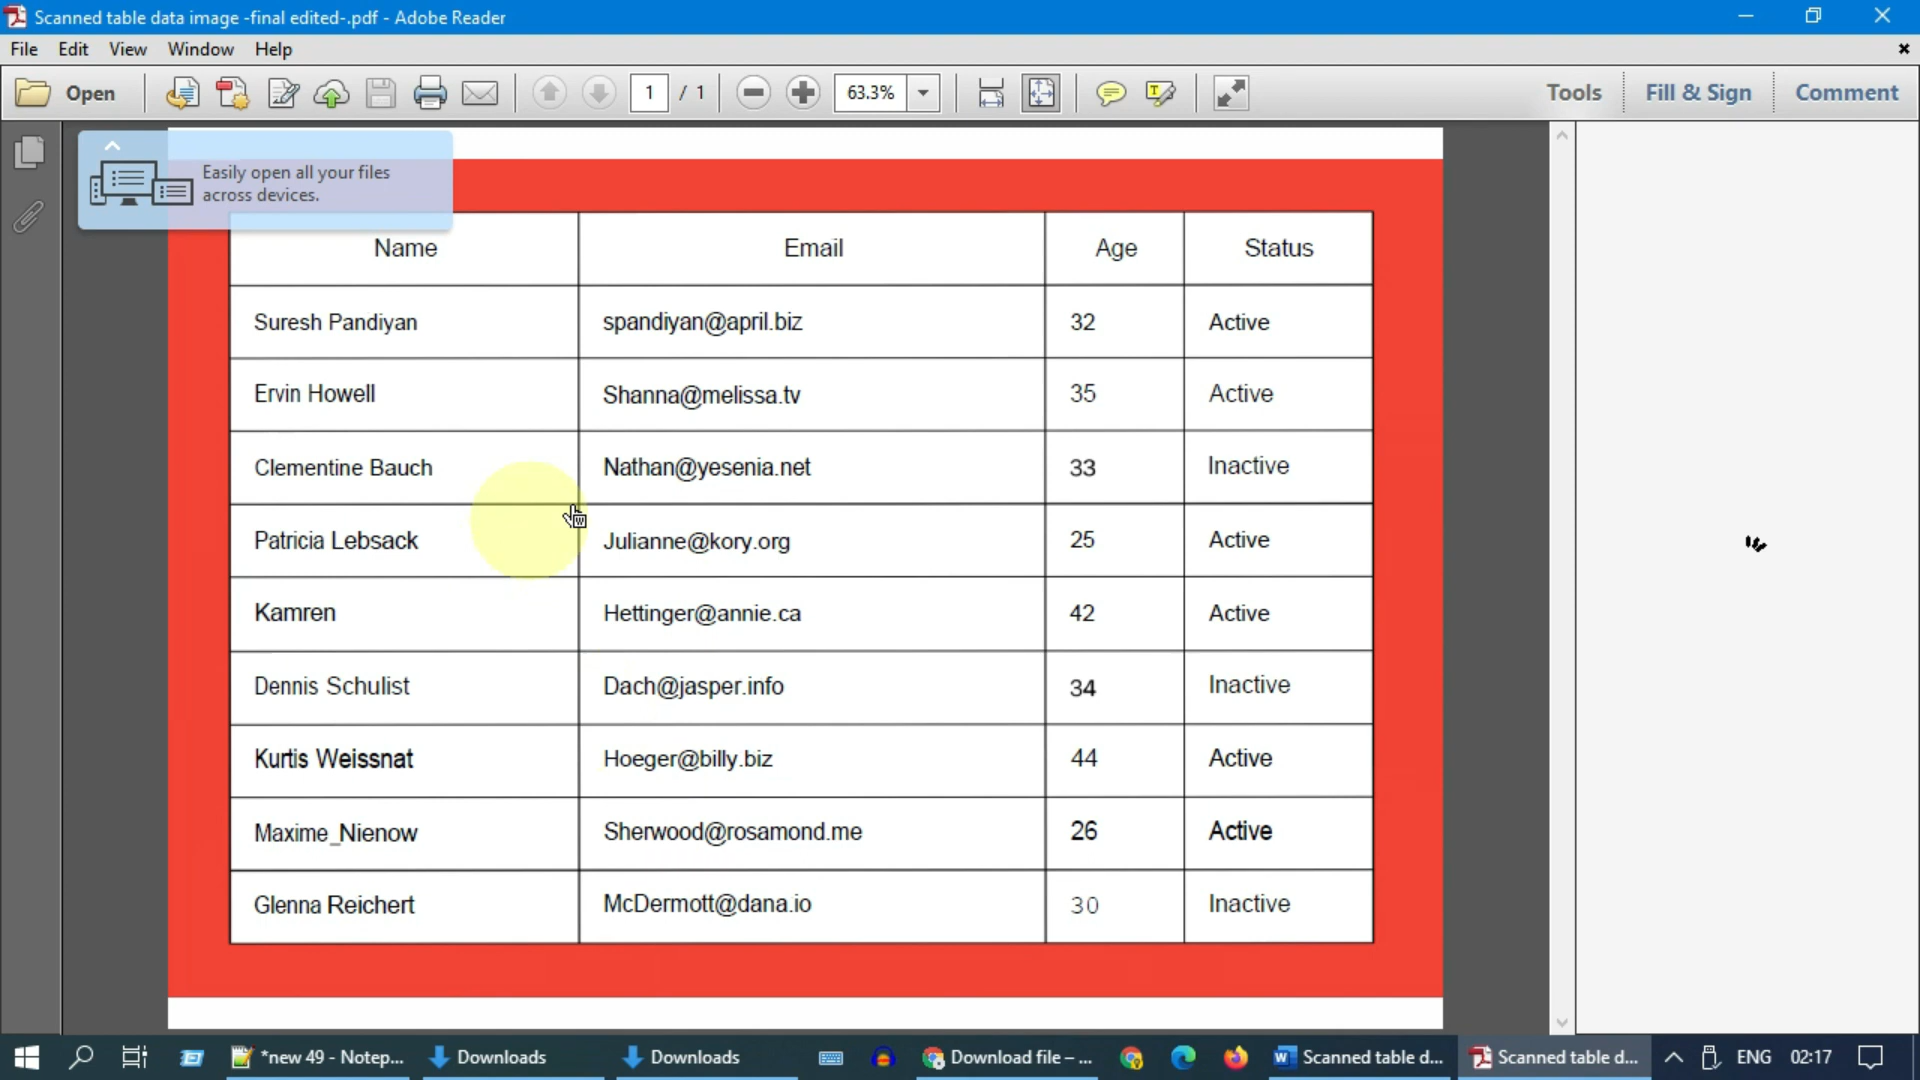 Scanned table data image -final edited-.pdf - Adobe Reader
File Edit View Window Help
Open 1 / 1 63.3% Tools Fill & Sign Comment
Easily open all your files
across devices.
Name Email Age Status
Suresh Pandiyan spandiyan@april.biz 32 Active
Ervin Howell Shanna@melissa.tv 35 Active
Clementine Bauch Nathan@yesenia.net 33 Inactive
Patricia Lebsack Julianne@kory.org 25 Active
Kamren Hettinger@annie.ca 42 Active
Dennis Schulist Dach@jasper.info 34 Inactive
Kurtis Weissnat Hoeger@billy.biz 44 Active
Maxime_Nienow Sherwood@rosamond.me 26 Active
Glenna Reichert McDermott@dana.io 30 Inactive
*new 49 - Notep... Downloads Downloads Download file – ... Scanned table d... Scanned table d... ENG 02:17